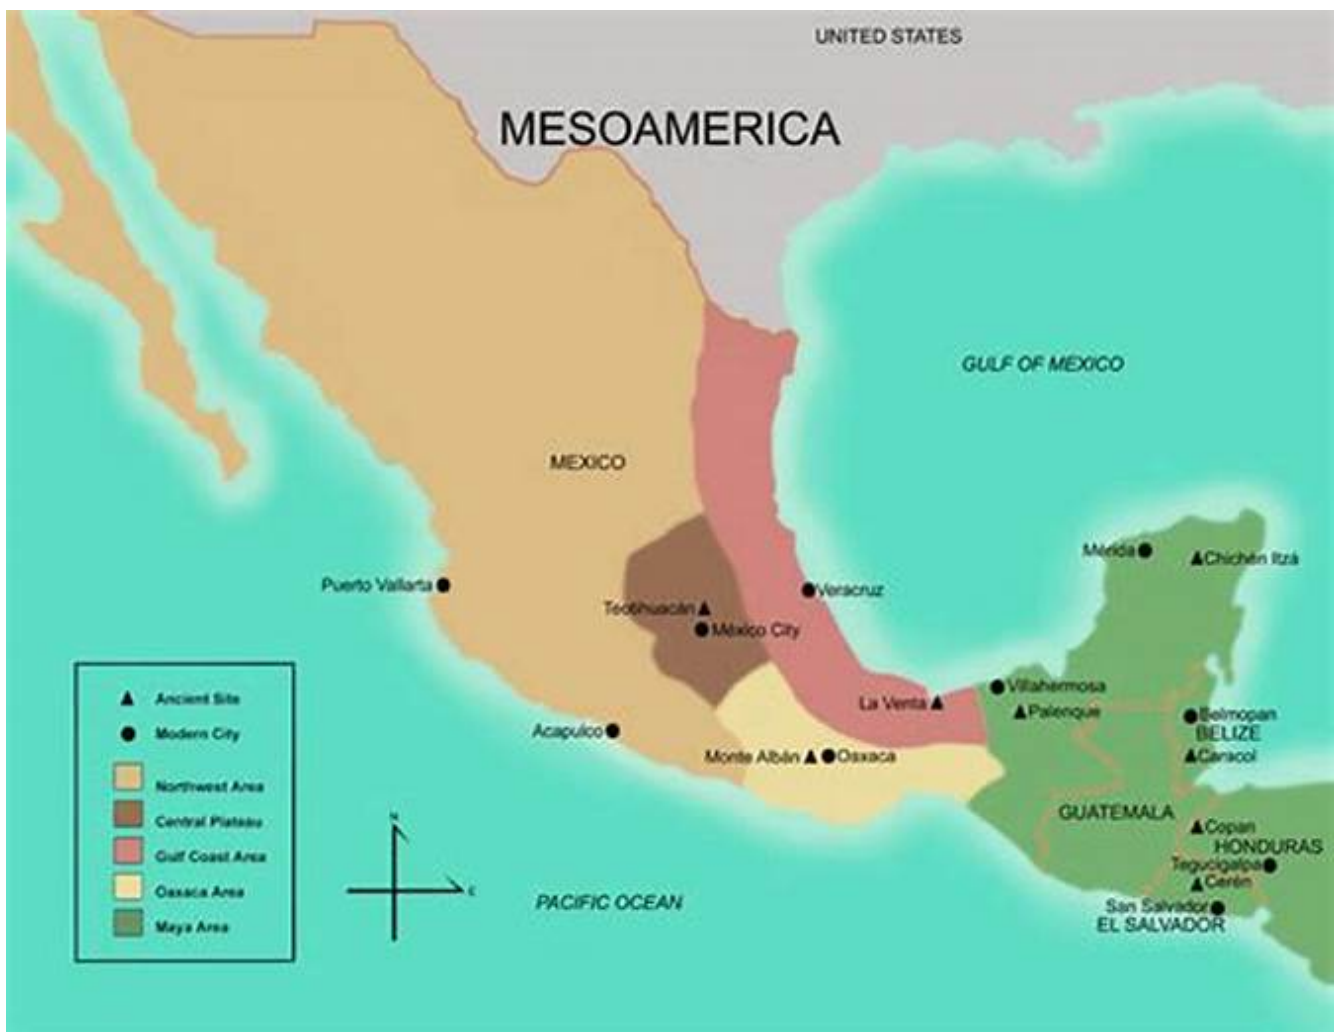 UNITED STATES
MESOAMERICA
GULF OF MEXICO
MEXICO
Mérida
Chichén Itzá
Puerto Vallarta
Veracruz
Teotihuacán
México City
Villahermosa
La Venta
Palenque
Belmopan
BELIZE
Acapulco
Monte Albán
Oaxaca
Caracol
GUATEMALA
Copan
HONDURAS
Tegucigalpa
Cerén
San Salvador
EL SALVADOR
PACIFIC OCEAN
Ancient Site
Modern City
Northwest Area
Central Plateau
Gulf Coast Area
Oaxaca Area
Maya Area
N
E